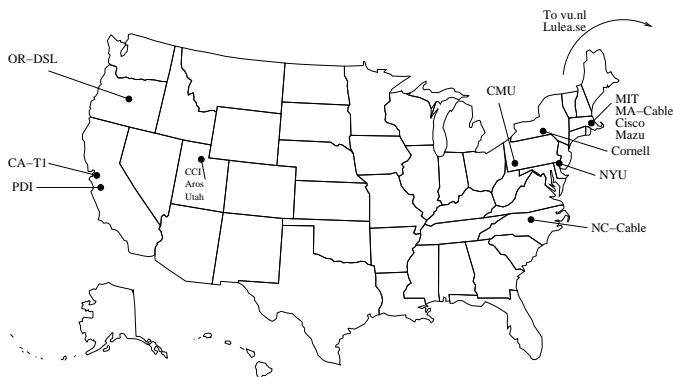 To vu.nl
Lulea.se
OR–DSL
CMU
MIT
MA–Cable
Cisco
Mazu
Cornell
CA–T1
PDI
CCI
Aros
Utah
NYU
NC–Cable